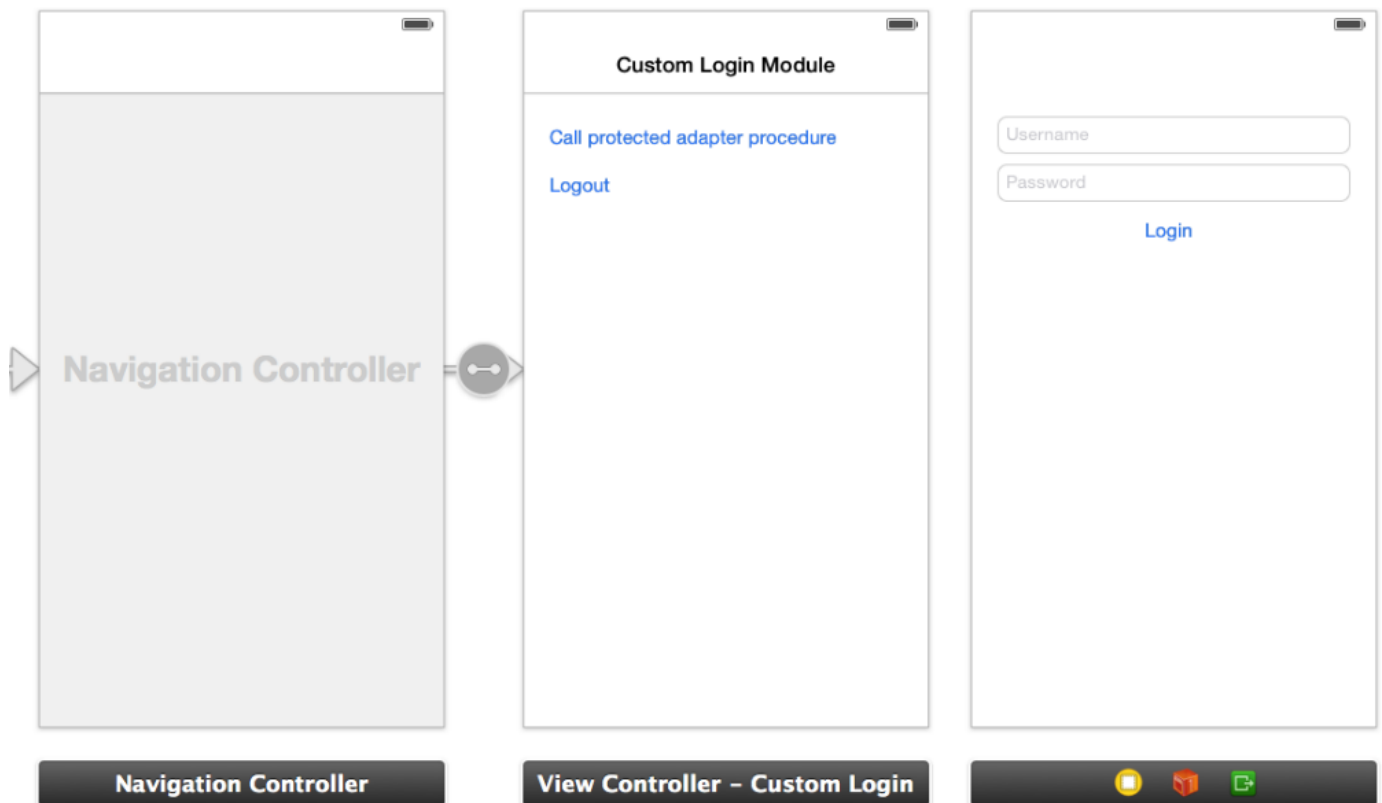 Navigation Controller
Navigation Controller
Custom Login Module
Call protected adapter procedure
Logout
View Controller – Custom Login
Username
Password
Login